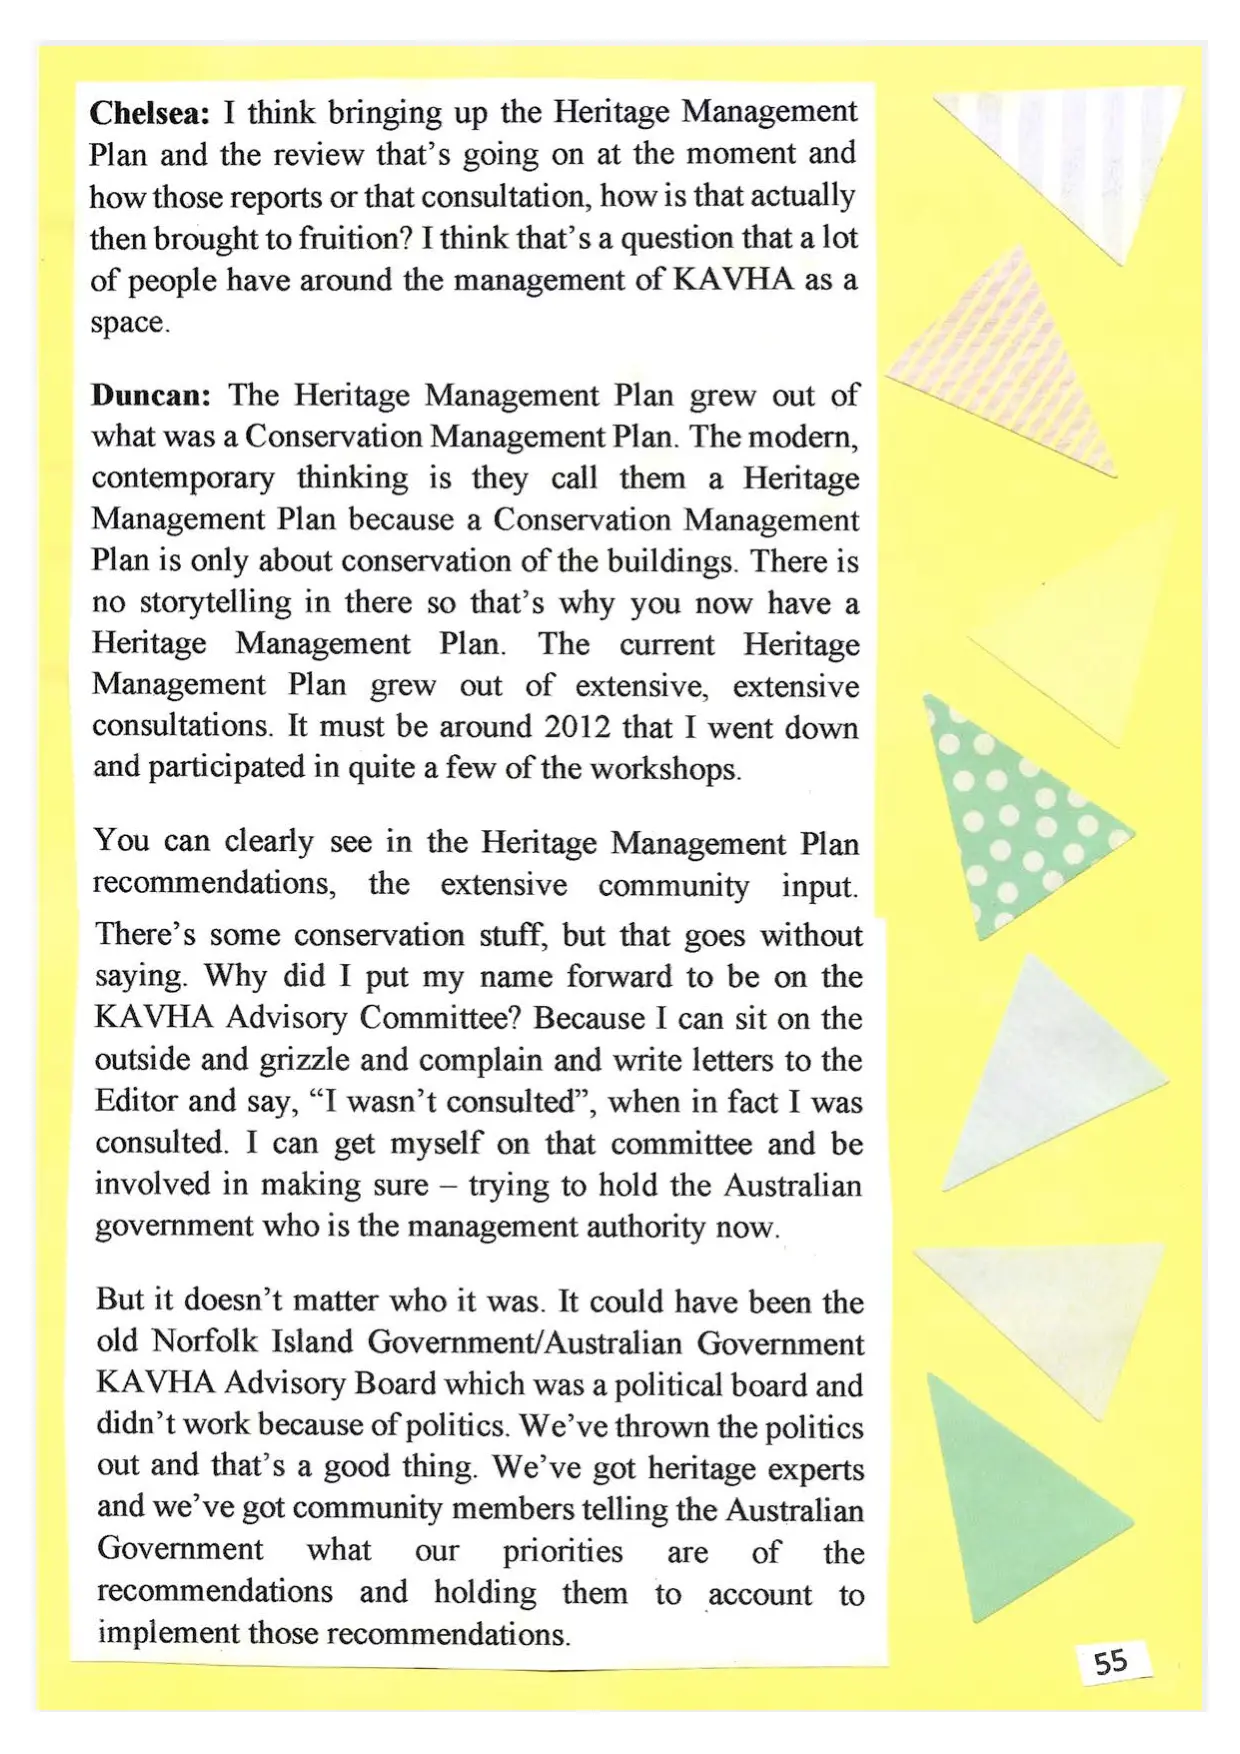 Chelsea: I think bringing up the Heritage Management
Plan and the review that's going on at the moment and
how those reports or that consultation, how is that actually
then brought to fruition? I think that's a question that a lot
of people have around the management of KAVHA as a
space.
Duncan: The Heritage Management Plan grew out of
what was a Conservation Management Plan. The modern,
contemporary thinking is they call them a Heritage
Management Plan because a Conservation Management
Plan is only about conservation of the buildings. There is
no storytelling in there so that's why you now have a
Heritage Management Plan. The current Heritage
Management Plan grew out of extensive, extensive
consultations. It must be around 2012 that I went down
and participated in quite a few of the workshops.
You can clearly see in the Heritage Management Plan
recommendations, the extensive community input.
There's some conservation stuff, but that goes without
saying. Why did I put my name forward to be on the
KAVHA Advisory Committee? Because I can sit on the
outside and grizzle and complain and write letters to the
Editor and say, “I wasn't consulted”, when in fact I was
consulted. I can get myself on that committee and be
involved in making sure – trying to hold the Australian
government who is the management authority now.
But it doesn't matter who it was. It could have been the
old Norfolk Island Government/Australian Government
KAVHA Advisory Board which was a political board and
didn't work because of politics. We've thrown the politics
out and that's a good thing. We've got heritage experts
and we've got community members telling the Australian
Government what our priorities are of the
recommendations and holding them to account to
implement those recommendations.
55